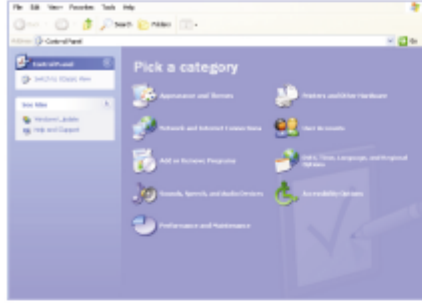 File Edit View Favorites Tools Help
Search Folders
Control Panel Go
Control Panel
Switch to Classic View
See Also
Windows Update
Help and Support
Pick a category
Appearance and Themes
Printers and Other Hardware
Network and Internet Connections
User Accounts
Add or Remove Programs
Date, Time, Language, and Regional
Options
Sounds, Speech, and Audio Devices
Accessibility Options
Performance and Maintenance